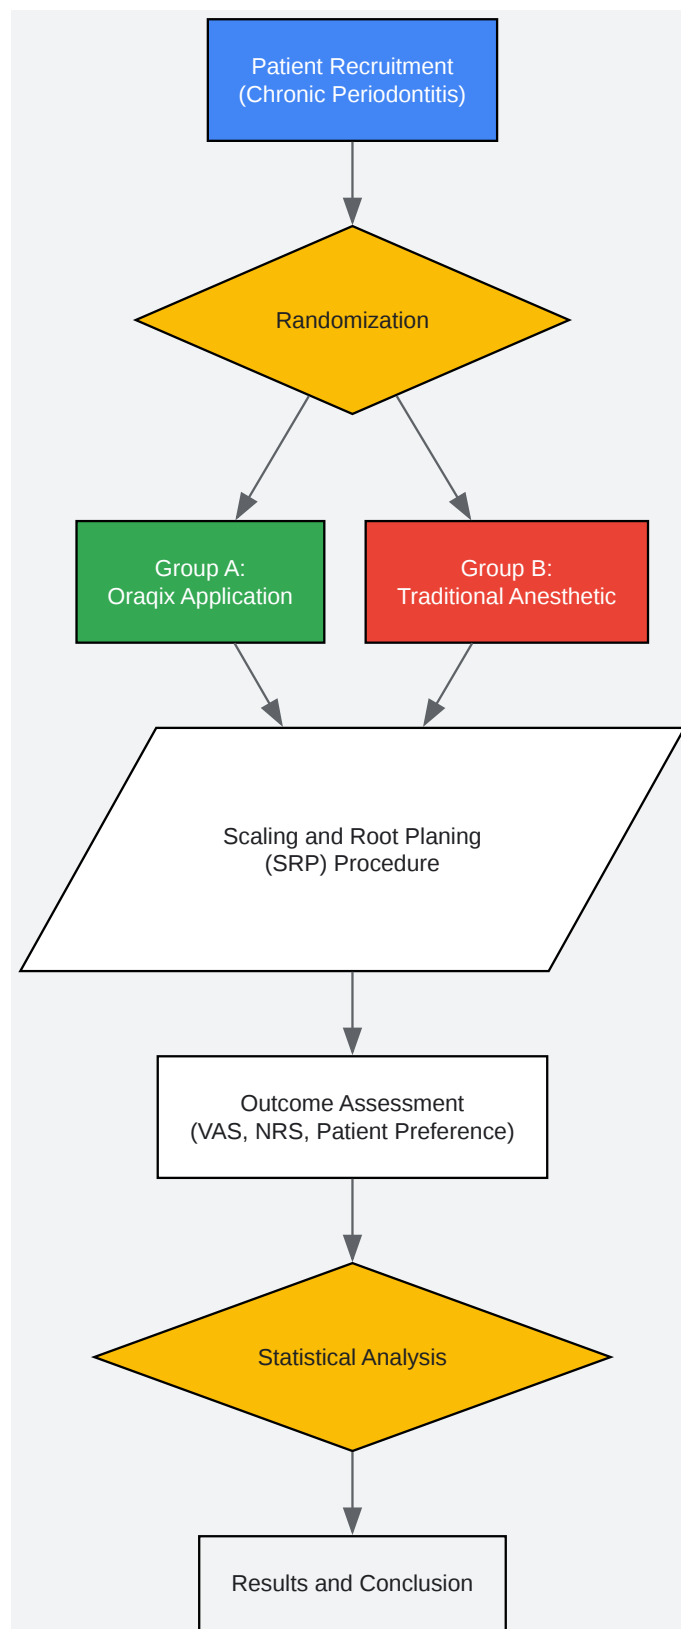 Patient Recruitment
(Chronic Periodontitis)
Randomization
Group A:
Oraqix Application
Group B:
Traditional Anesthetic
Scaling and Root Planing
(SRP) Procedure
Outcome Assessment
(VAS, NRS, Patient Preference)
Statistical Analysis
Results and Conclusion